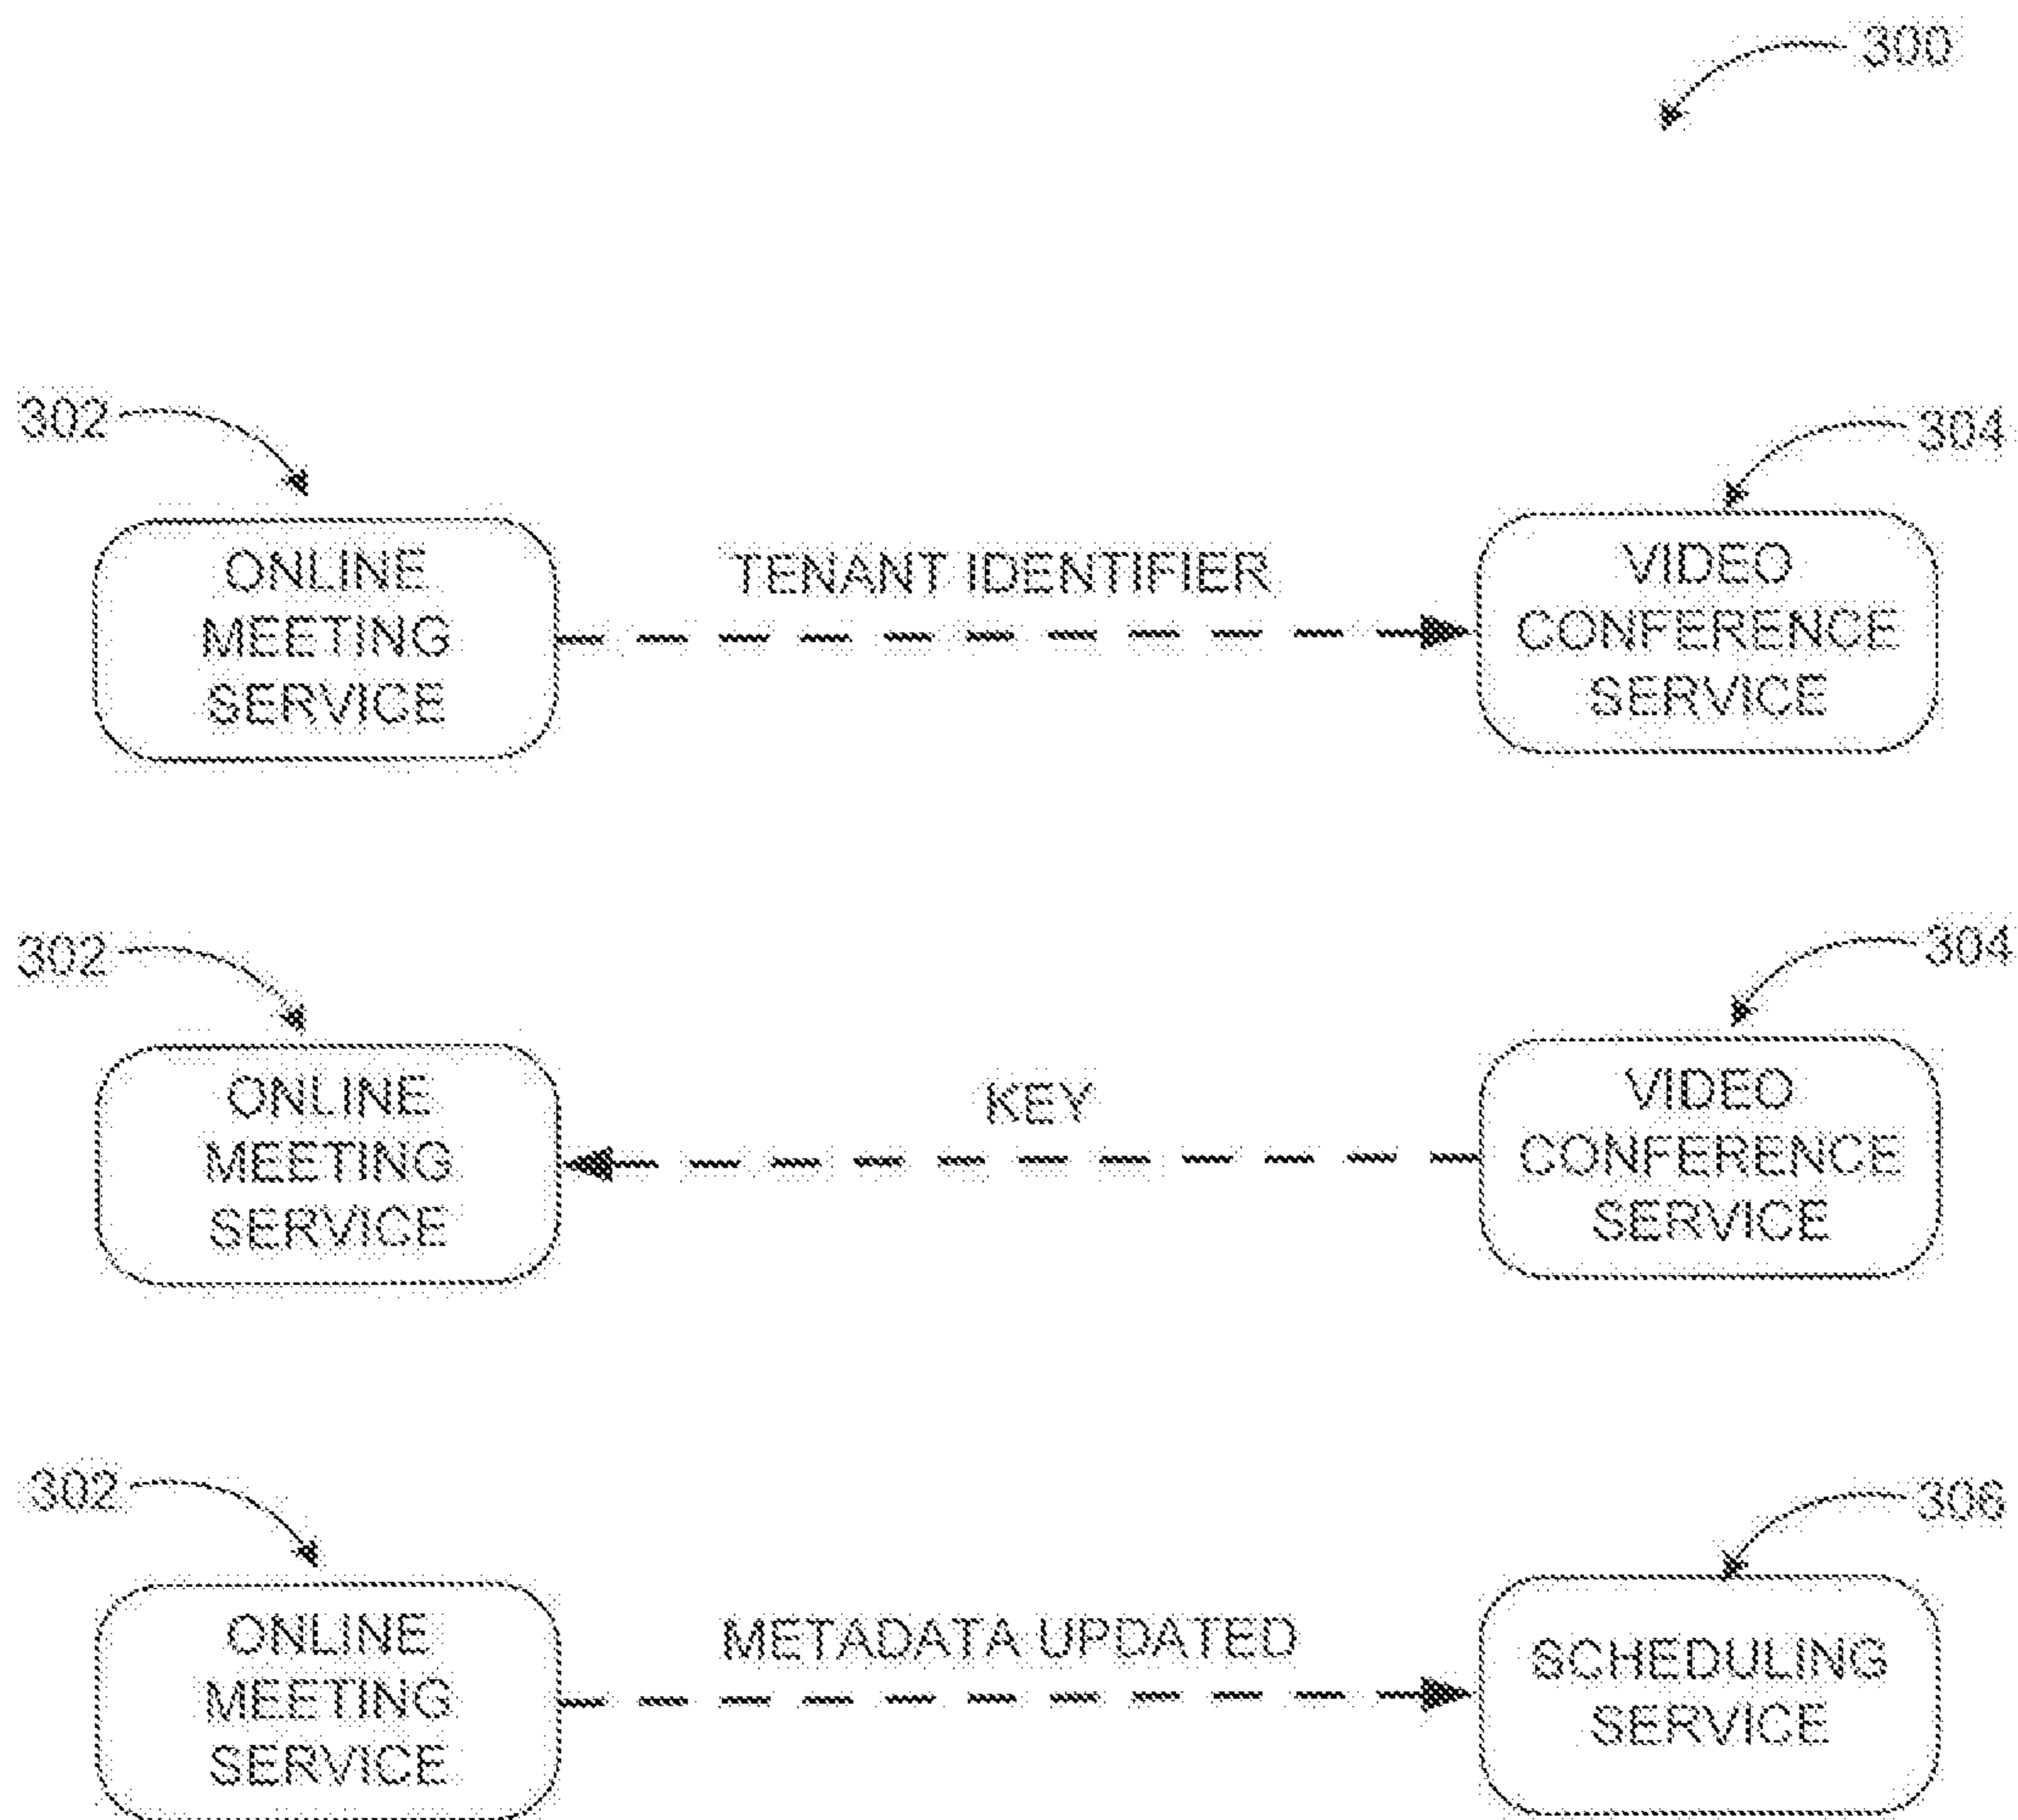 300
302
304
ONLINE
MEETING
SERVICE
TENANT IDENTIFIER
VIDEO
CONFERENCE
SERVICE
302
304
ONLINE
MEETING
SERVICE
KEY
VIDEO
CONFERENCE
SERVICE
302
306
ONLINE
MEETING
SERVICE
METADATA UPDATED
SCHEDULING
SERVICE